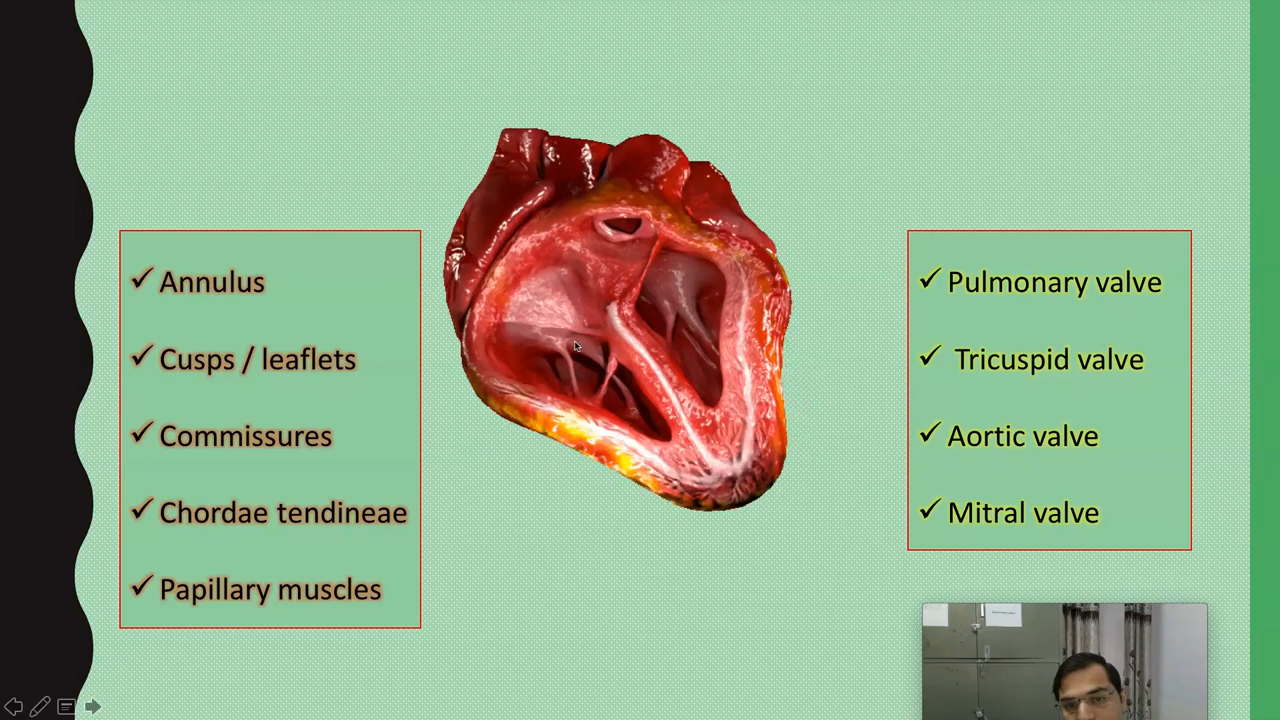 ✓ Annulus
✓ Cusps / leaflets
✓ Commissures
✓ Chordae tendineae
✓ Papillary muscles
✓ Pulmonary valve
✓ Tricuspid valve
✓ Aortic valve
✓ Mitral valve